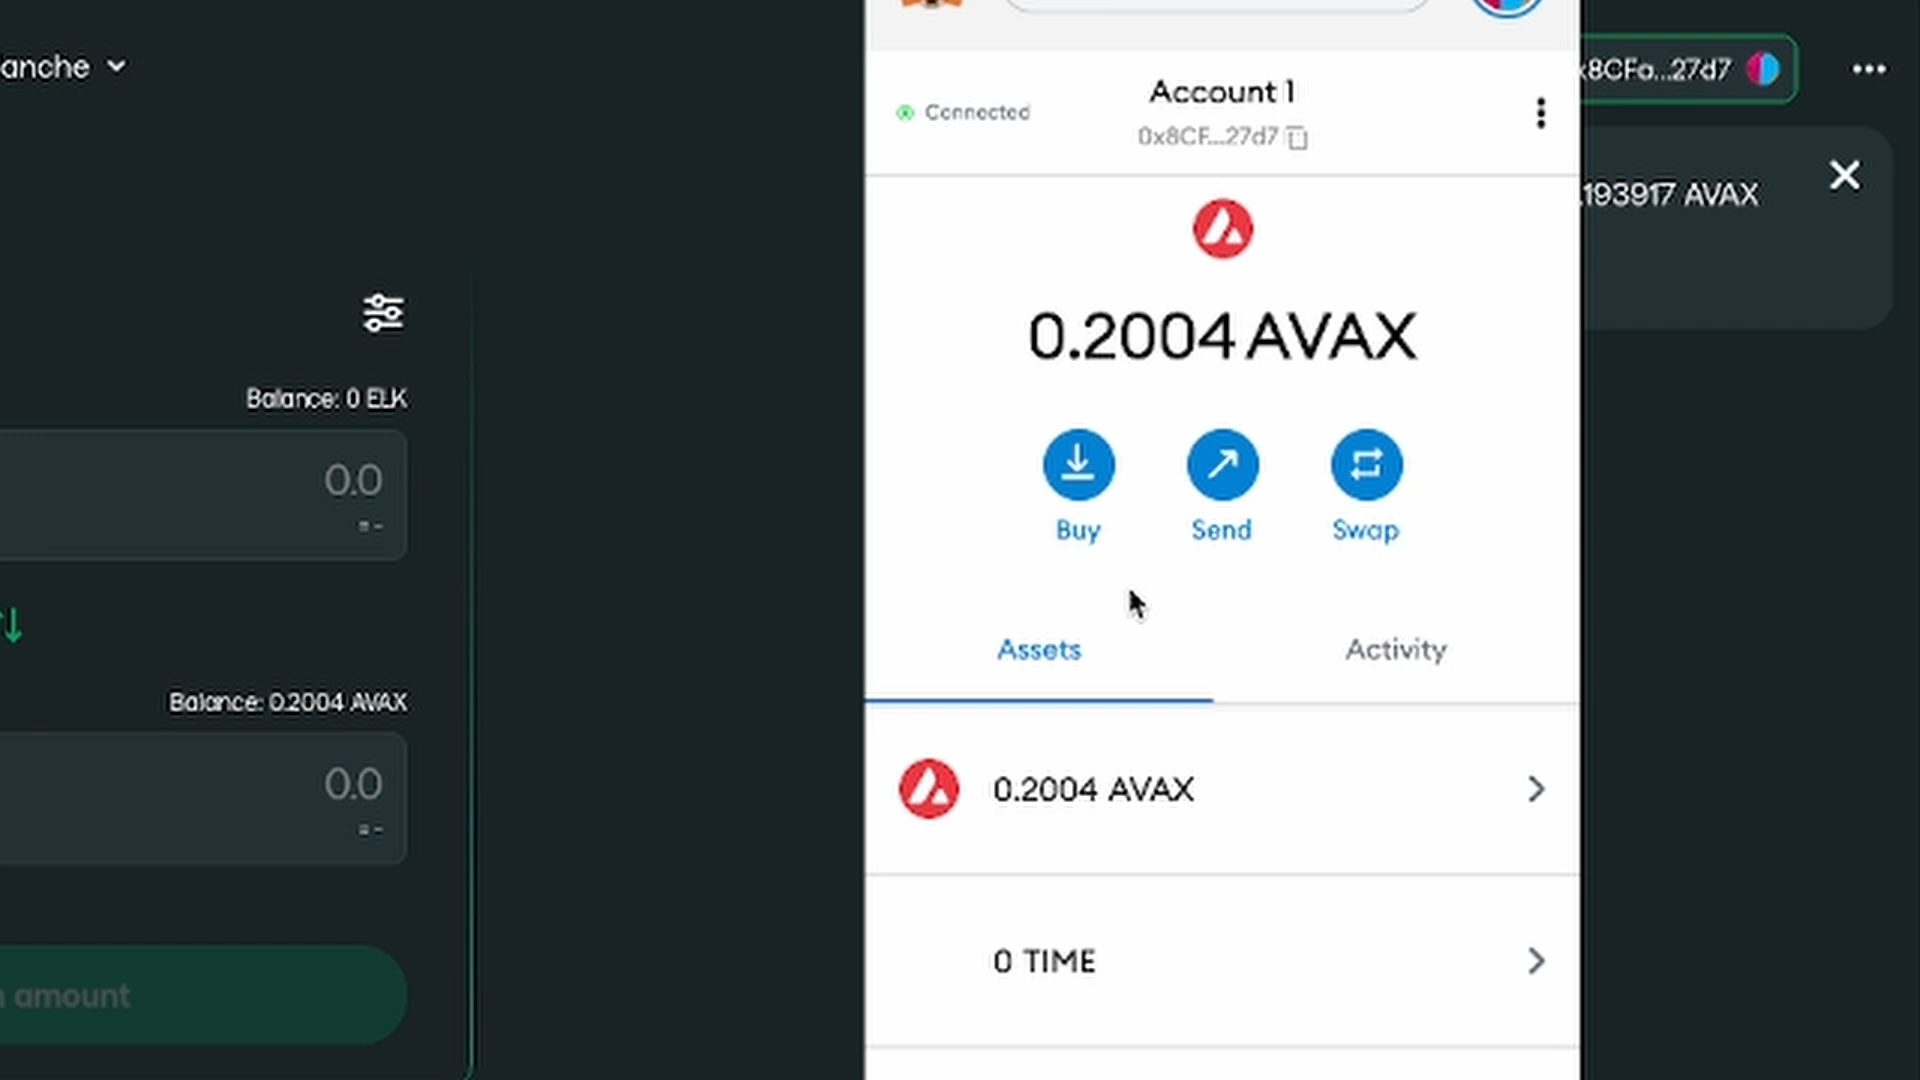 anche
Balance: 0 ELK
0.0
= -
Balance: 0.2004 AVAX
0.0
= -
amount
Connected
Account 1
0x8CF...27d7
0.2004 AVAX
Buy
Send
Swap
Assets
Activity
0.2004 AVAX
0 TIME
x8CFa...27d7
.193917 AVAX